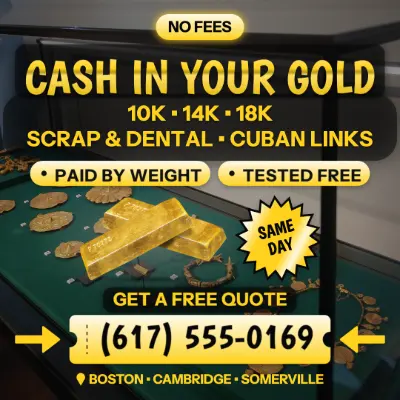 NO FEES
CASH IN YOUR GOLD
10K ▪ 14K ▪ 18K
SCRAP & DENTAL ▪ CUBAN LINKS
• PAID BY WEIGHT
• TESTED FREE
SAME
DAY
GET A FREE QUOTE
(617) 555-0169
BOSTON ▪ CAMBRIDGE ▪ SOMERVILLE